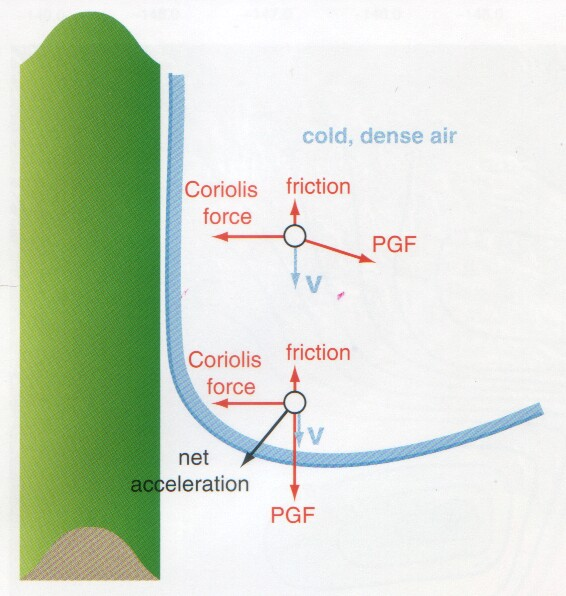 cold, dense air
Coriolis
force
friction
PGF
V
Coriolis
force
friction
V
net
acceleration
PGF